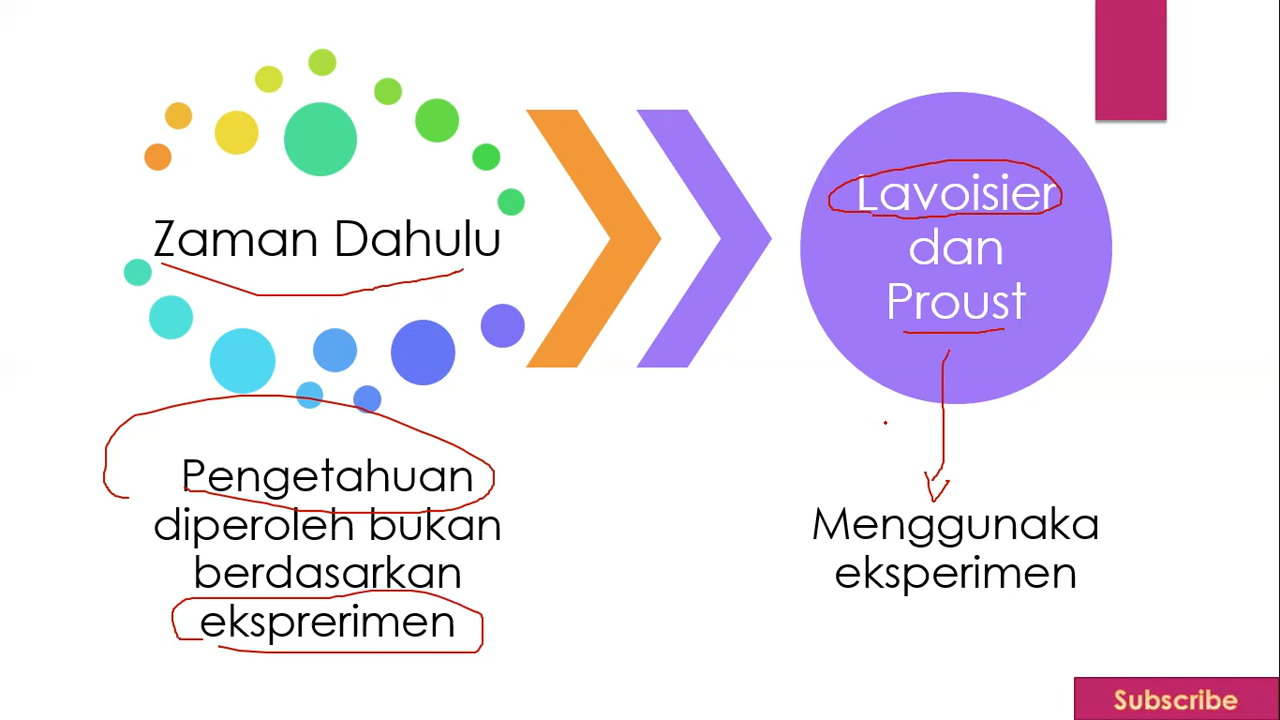 Zaman Dahulu
Pengetahuan
diperoleh bukan
berdasarkan
eksprerimen
Lavoisier
dan
Proust
Menggunaka
eksperimen
Subscribe